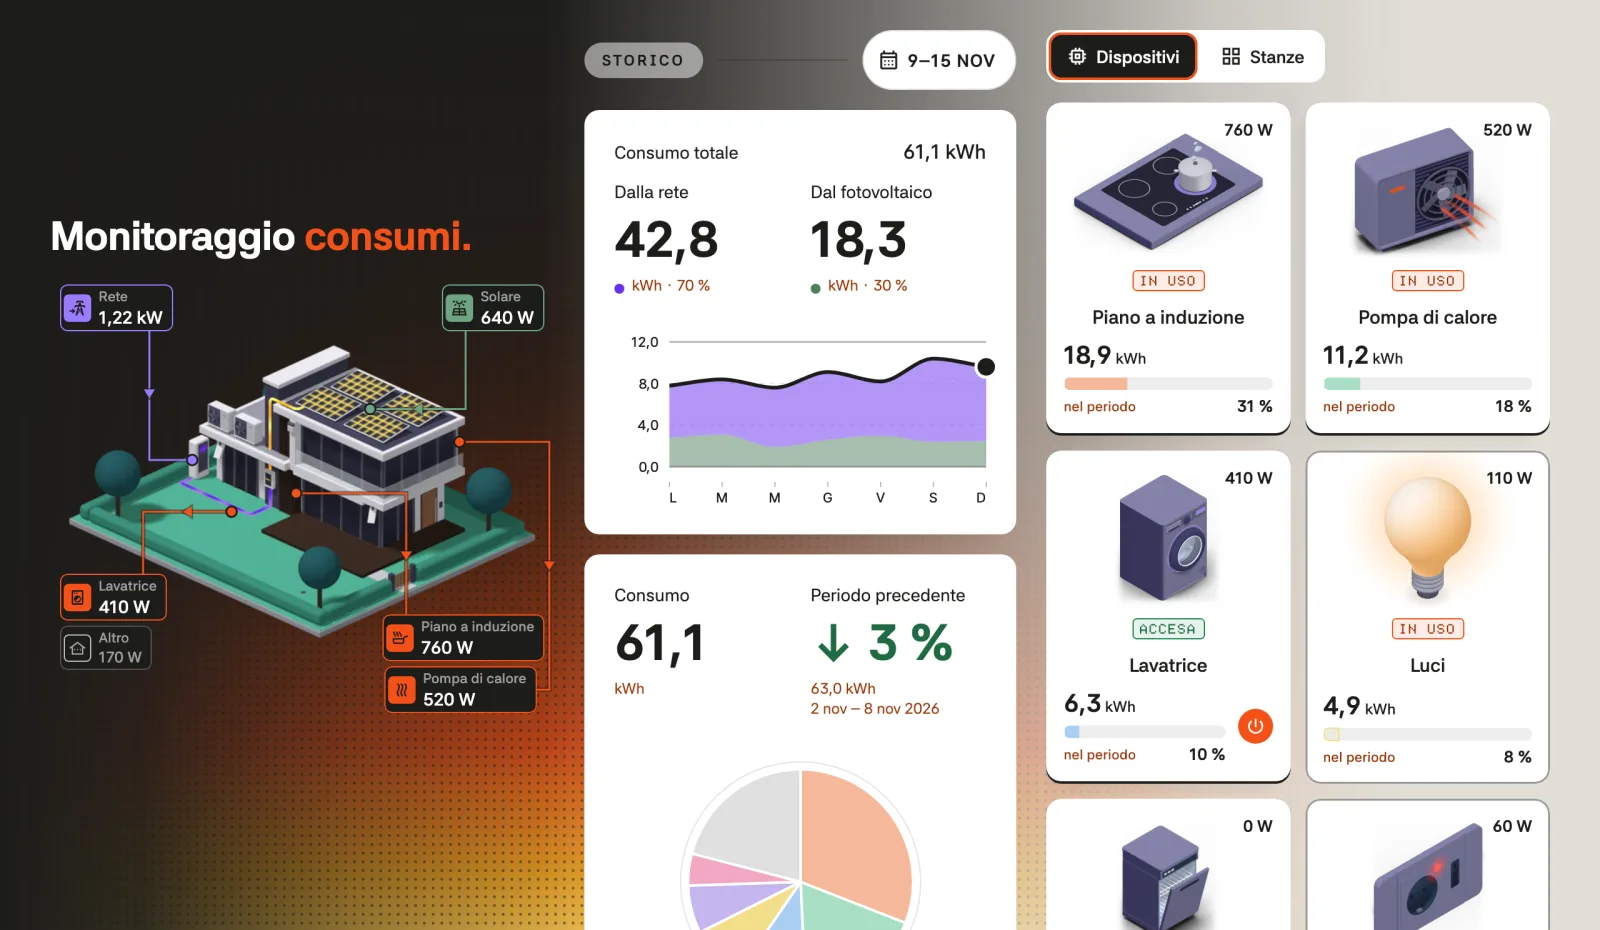 Monitoraggio consumi.
Rete
1,22 kW
Solare
640 W
Lavatrice
410 W
Altro
170 W
Piano a induzione
760 W
Pompa di calore
520 W
STORICO
9–15 NOV
Consumo totale
61,1 kWh
Dalla rete
Dal fotovoltaico
42,8
18,3
kWh · 70 %
kWh · 30 %
12,0
8,0
4,0
0,0
L M M G V S D
Consumo
Periodo precedente
61,1
↓ 3 %
kWh
63,0 kWh
2 nov – 8 nov 2026
Dispositivi
Stanze
760 W
IN USO
Piano a induzione
18,9 kWh
nel periodo 31 %
520 W
IN USO
Pompa di calore
11,2 kWh
nel periodo 18 %
410 W
ACCESA
Lavatrice
6,3 kWh
nel periodo 10 %
110 W
IN USO
Luci
4,9 kWh
nel periodo 8 %
0 W
60 W